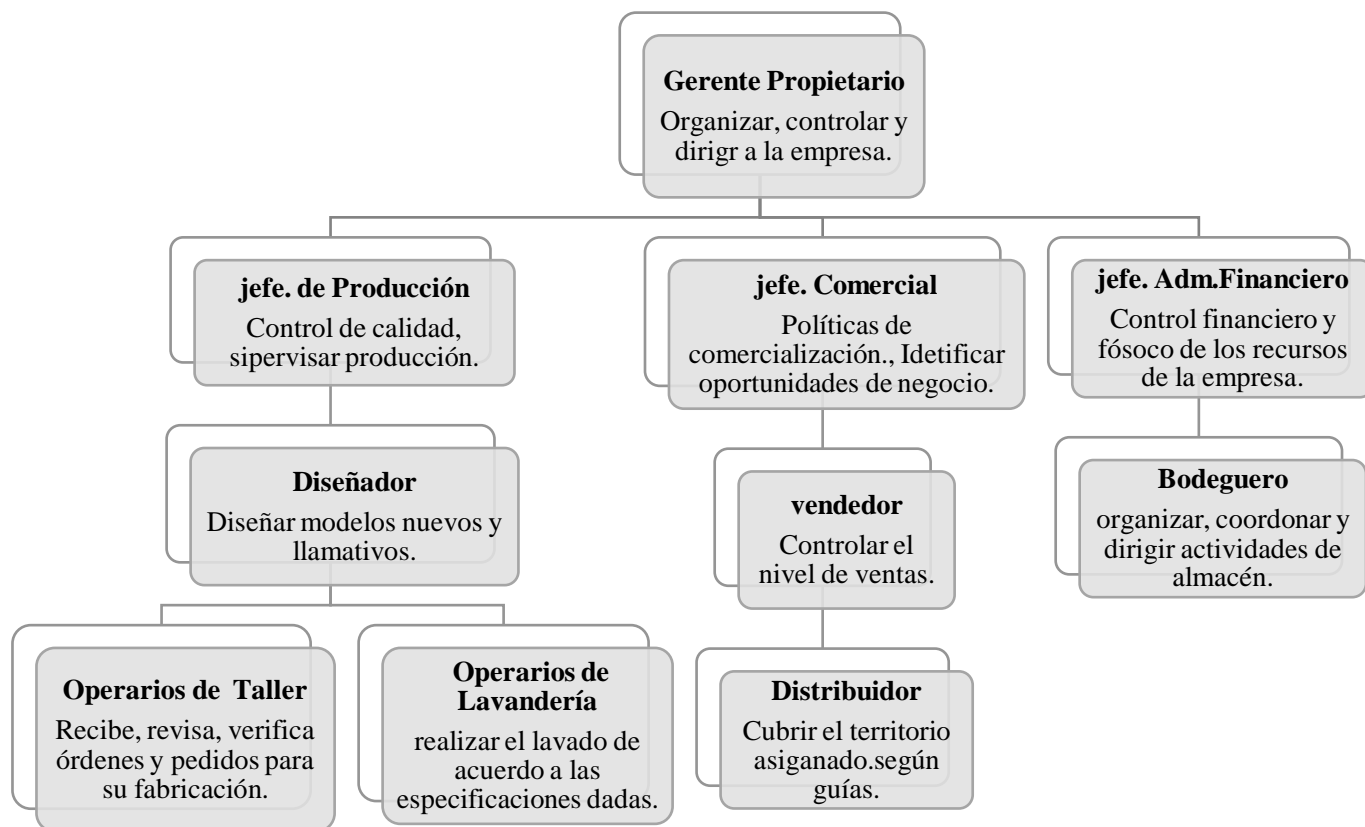 Gerente Propietario
Organizar, controlar y
dirigr a la empresa.
jefe. de Producción
Control de calidad,
sipervisar producción.
jefe. Comercial
Políticas de
comercialización., Idetificar
oportunidades de negocio.
jefe. Adm.Financiero
Control financiero y
fósoco de los recursos
de la empresa.
Diseñador
Diseñar modelos nuevos y
llamativos.
vendedor
Controlar el
nivel de ventas.
Bodeguero
organizar, coordonar y
dirigir actividades de
almacén.
Operarios de  Taller
Recibe, revisa, verifica
órdenes y pedidos para
su fabricación.
Operarios de
Lavandería
realizar el lavado de
acuerdo a las
especificaciones dadas.
Distribuidor
Cubrir el territorio
asiganado.según
guías.